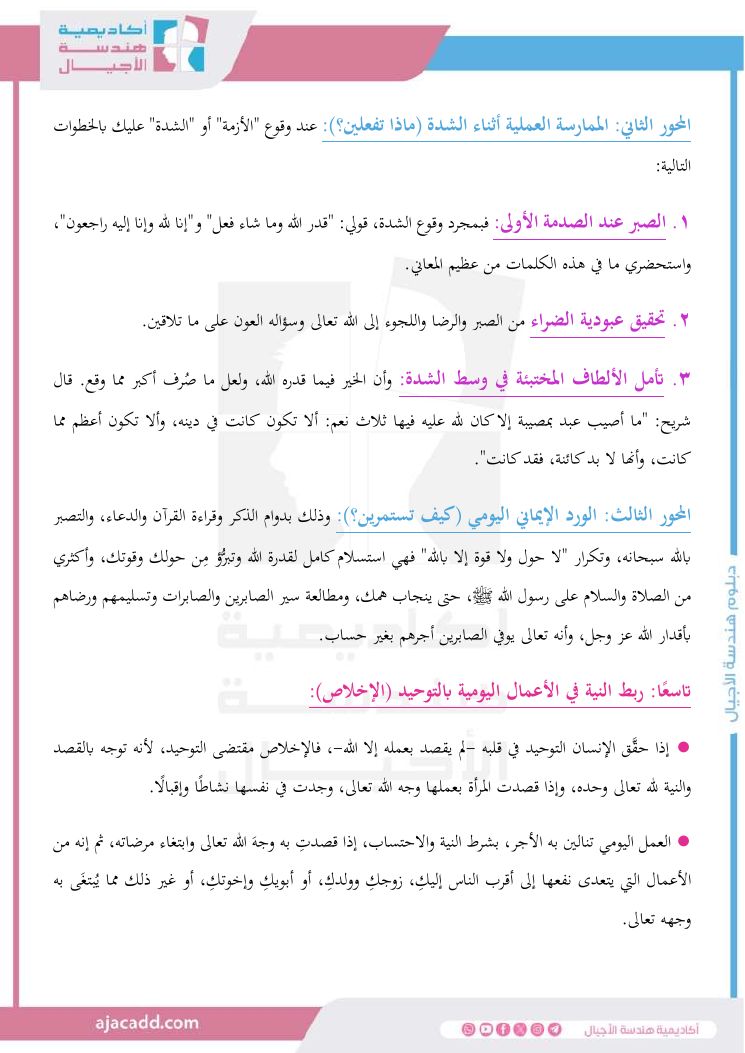 أكاديمية
هندسة
الأجيال
المحور الثاني: الممارسة العملية أثناء الشدة (ماذا تفعلين؟): عند وقوع "الأزمة" أو "الشدة" عليك بالخطوات
التالية:
١. الصبر عند الصدمة الأولى: فبمجرد وقوع الشدة، قولي: "قدر الله وما شاء فعل" و"إنا لله وإنا إليه راجعون"،
واستحضري ما في هذه الكلمات من عظيم المعاني.
٢. تحقيق عبودية الضراء من الصبر والرضا واللجوء إلى الله تعالى وسؤاله العون على ما تلاقين.
٣. تأمل الألطاف المختبئة في وسط الشدة: وأن الخير فيما قدره الله، ولعل ما صُرف أكبر مما وقع. قال
شريح: "ما أصيب عبد بمصيبة إلا كان لله عليه فيها ثلاث نعم: ألا تكون كانت في دينه، وألا تكون أعظم مما
كانت، وأنها لا بد كائنة، فقد كانت".
المحور الثالث: الورد الإيماني اليومي (كيف تستمرين؟): وذلك بدوام الذكر وقراءة القرآن والدعاء، والتصبر
بالله سبحانه، وتكرار "لا حول ولا قوة إلا بالله" فهي استسلام كامل لقدرة الله وتبرُّؤ مِن حولك وقوتك، وأكثري
من الصلاة والسلام على رسول الله ﷺ، حتى ينجاب همك، ومطالعة سير الصابرين والصابرات وتسليمهم ورضاهم
بأقدار الله عز وجل، وأنه تعالى يوفي الصابرين أجرهم بغير حساب.
تاسعًا: ربط النية في الأعمال اليومية بالتوحيد (الإخلاص):
● إذا حقَّق الإنسان التوحيد في قلبه –لم يقصد بعمله إلا الله–، فالإخلاص مقتضى التوحيد، لأنه توجه بالقصد
والنية لله تعالى وحده، وإذا قصدت المرأة بعملها وجه الله تعالى، وجدت في نفسها نشاطًا وإقبالًا.
● العمل اليومي تنالين به الأجر، بشرط النية والاحتساب، إذا قصدتِ به وجهَ الله تعالى وابتغاء مرضاته، ثم إنه من
الأعمال التي يتعدى نفعها إلى أقرب الناس إليكِ، زوجكِ وولدكِ، أو أبويكِ وإخوتكِ، أو غير ذلك مما يُبتغَى به
وجهه تعالى.
دبلوم هندسة الأجيال
أكاديمية
هندسة
الأجيال
أكاديمية هندسة الأجيال
ajacadd.com